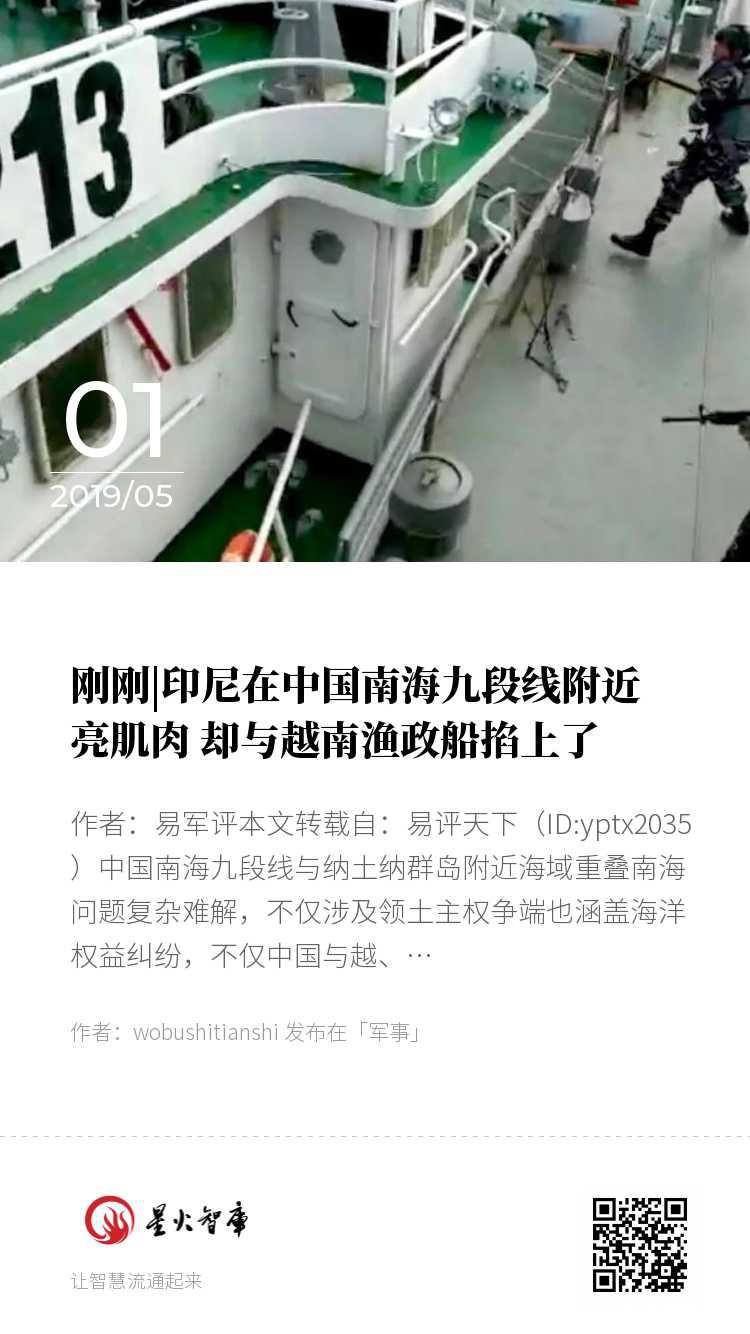 213
01
2019/05
刚刚|印尼在中国南海九段线附近
亮肌肉 却与越南渔政船掐上了
作者：易军评本文转载自：易评天下（ID:yptx2035
）中国南海九段线与纳土纳群岛附近海域重叠南海
问题复杂难解，不仅涉及领土主权争端也涵盖海洋
权益纠纷，不仅中国与越、…
作者：wobushitianshi 发布在「军事」
星火智库
让智慧流通起来